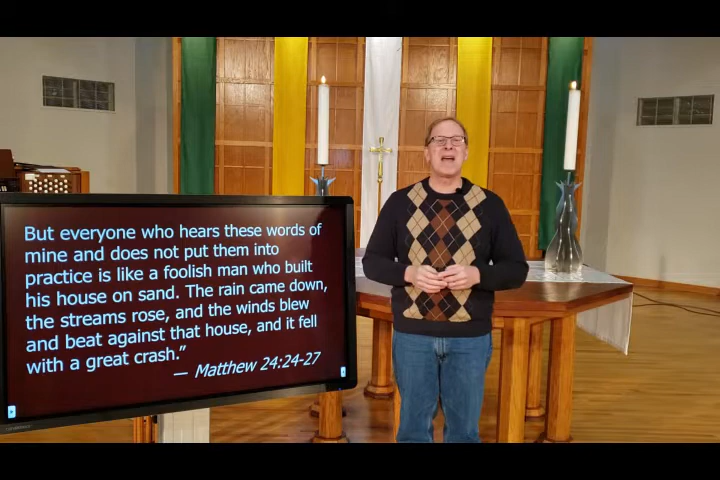 But everyone who hears these words of
mine and does not put them into
practice is like a foolish man who built
his house on sand. The rain came down,
the streams rose, and the winds blew
and beat against that house, and it fell
with a great crash."
— Matthew 24:24-27